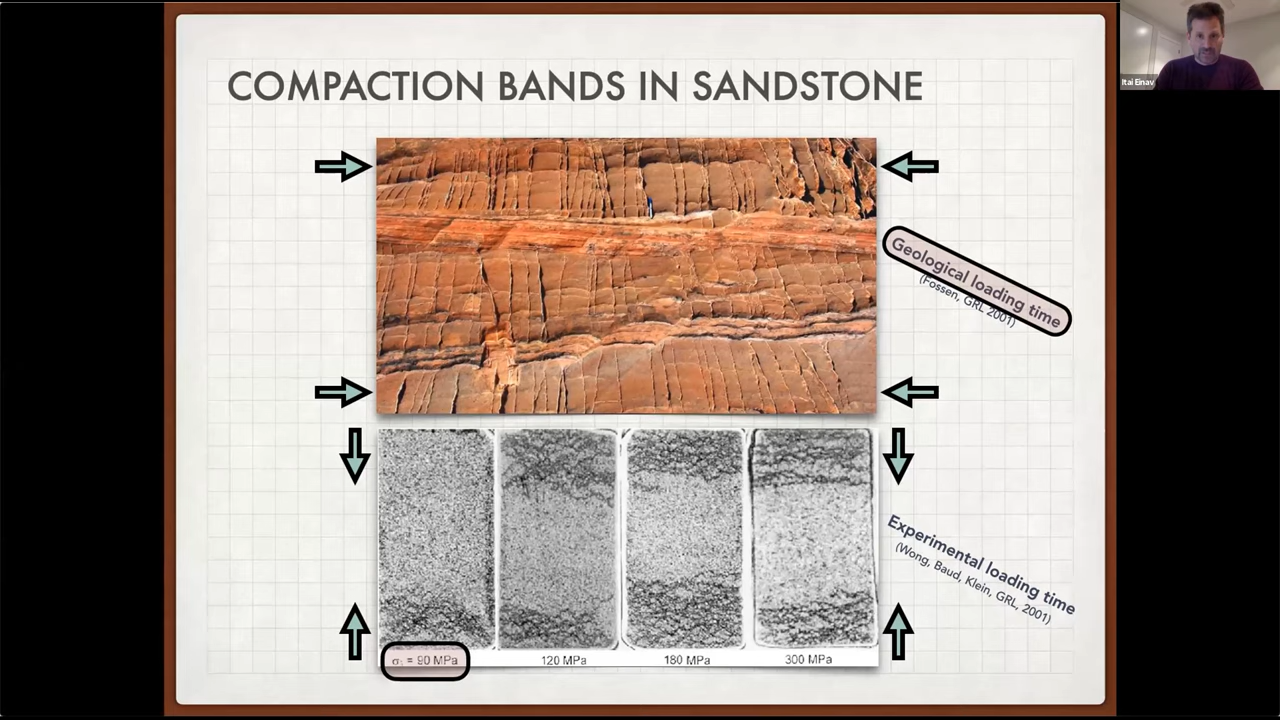 COMPACTION BANDS IN SANDSTONE
Itai Einav
Geological loading time
(Fossen, GRL 2001)
Experimental loading time
(Wong, Baud, Klein, GRL, 2001)
= 90 MPa
120 MPa
180 MPa
300 MPa